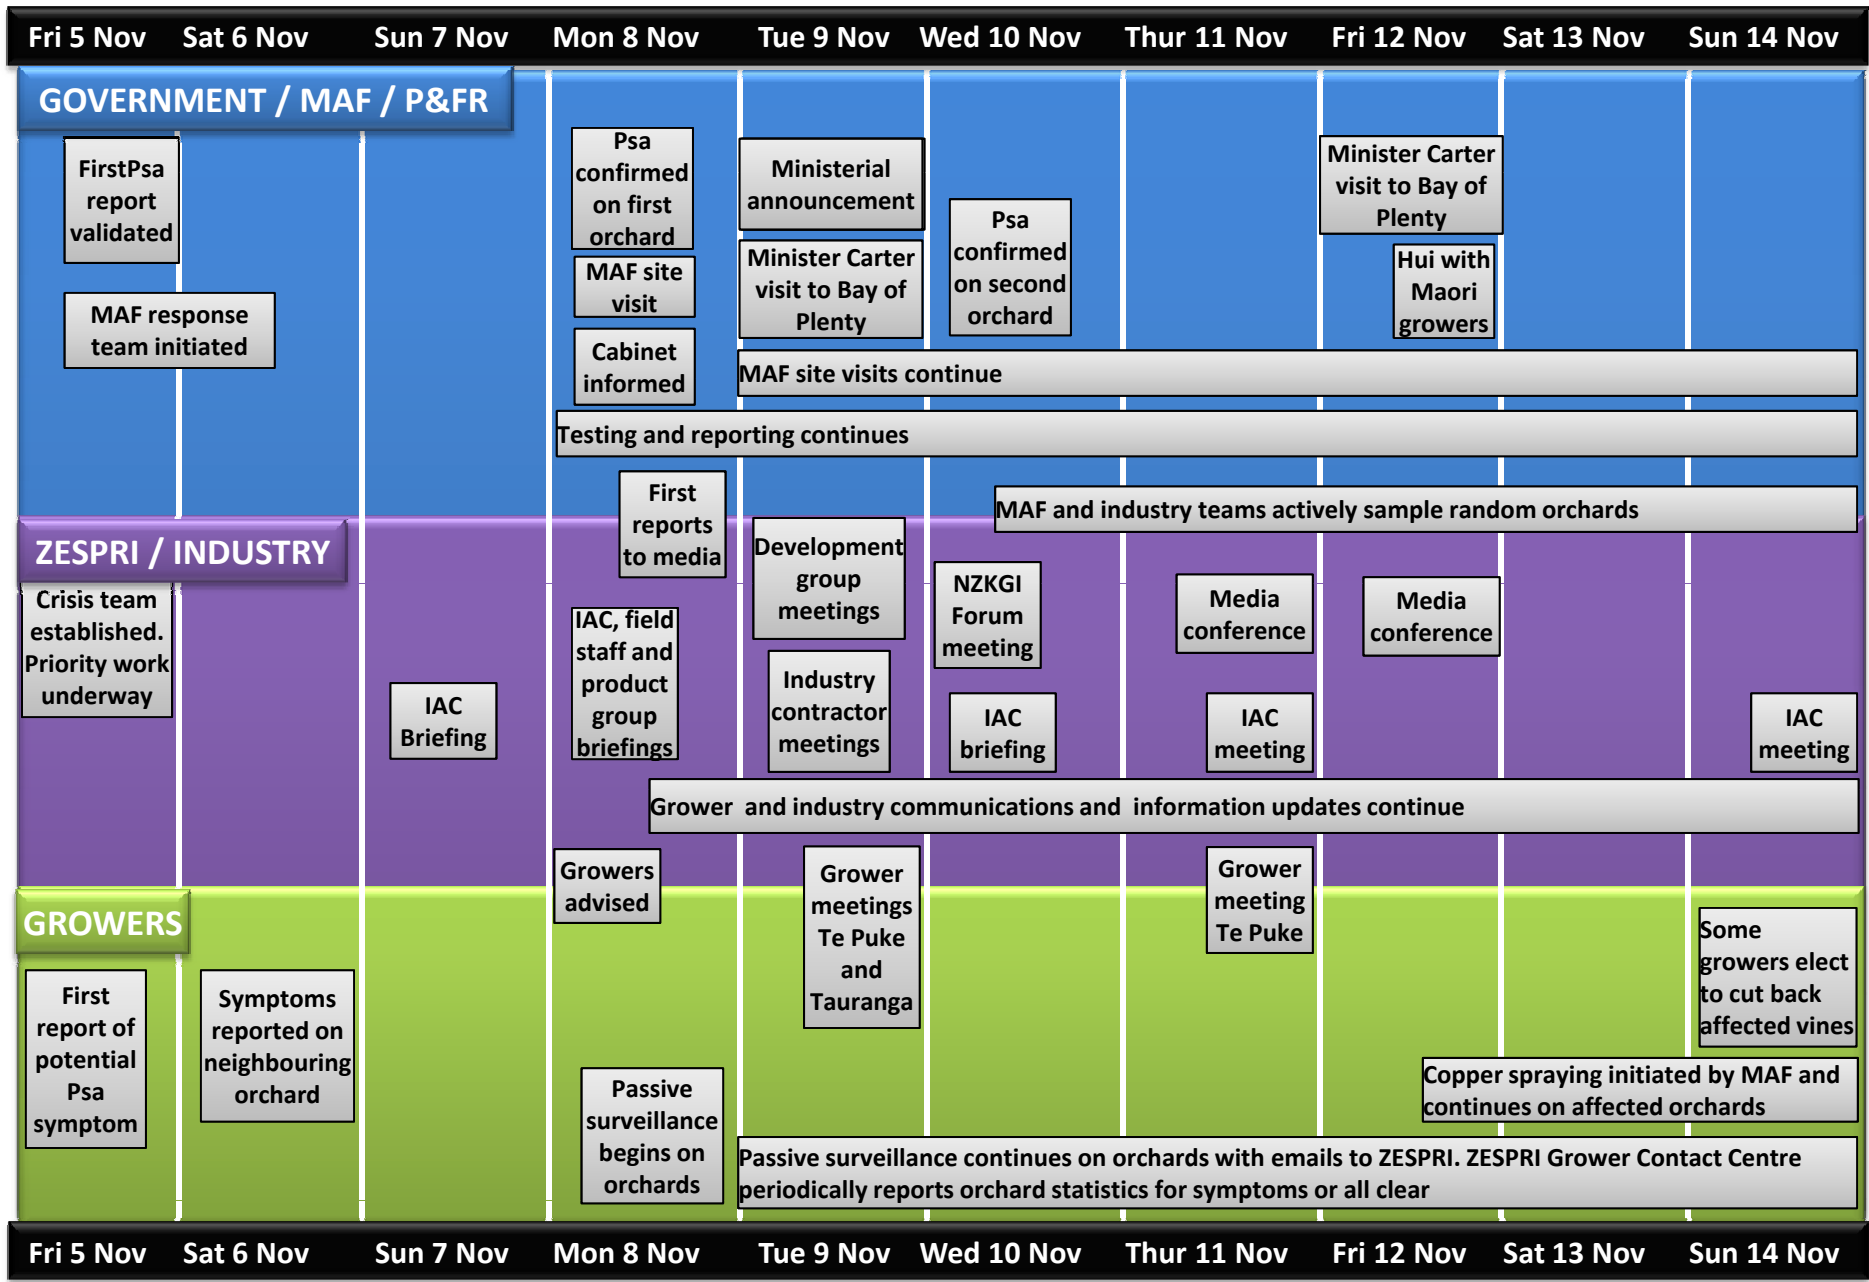 Fri 5 Nov Sat 6 Nov Sun 7 Nov Mon 8 Nov Tue 9 Nov Wed 10 Nov Thur 11 Nov Fri 12 Nov Sat 13 Nov Sun 14 Nov
GOVERNMENT / MAF / P&FR
FirstPsa
report
validated
MAF response
team initiated
Psa
confirmed
on first
orchard
MAF site
visit
Cabinet
informed
Ministerial
announcement
Minister Carter
visit to Bay of
Plenty
Psa
confirmed
on second
orchard
Minister Carter
visit to Bay of
Plenty
Hui with
Maori
growers
MAF site visits continue
Testing and reporting continues
First
reports
to media
MAF and industry teams actively sample random orchards
ZESPRI / INDUSTRY
Crisis team
established.
Priority work
underway
IAC
Briefing
IAC, field
staff and
product
group
briefings
Development
group
meetings
Industry
contractor
meetings
NZKGI
Forum
meeting
IAC
briefing
Media
conference
IAC
meeting
Media
conference
IAC
meeting
Grower and industry communications and information updates continue
Growers
advised
Grower
meetings
Te Puke
and
Tauranga
Grower
meeting
Te Puke
GROWERS
First
report of
potential
Psa
symptom
Symptoms
reported on
neighbouring
orchard
Passive
surveillance
begins on
orchards
Some
growers elect
to cut back
affected vines
Copper spraying initiated by MAF and
continues on affected orchards
Passive surveillance continues on orchards with emails to ZESPRI. ZESPRI Grower Contact Centre
periodically reports orchard statistics for symptoms or all clear
Fri 5 Nov Sat 6 Nov Sun 7 Nov Mon 8 Nov Tue 9 Nov Wed 10 Nov Thur 11 Nov Fri 12 Nov Sat 13 Nov Sun 14 Nov